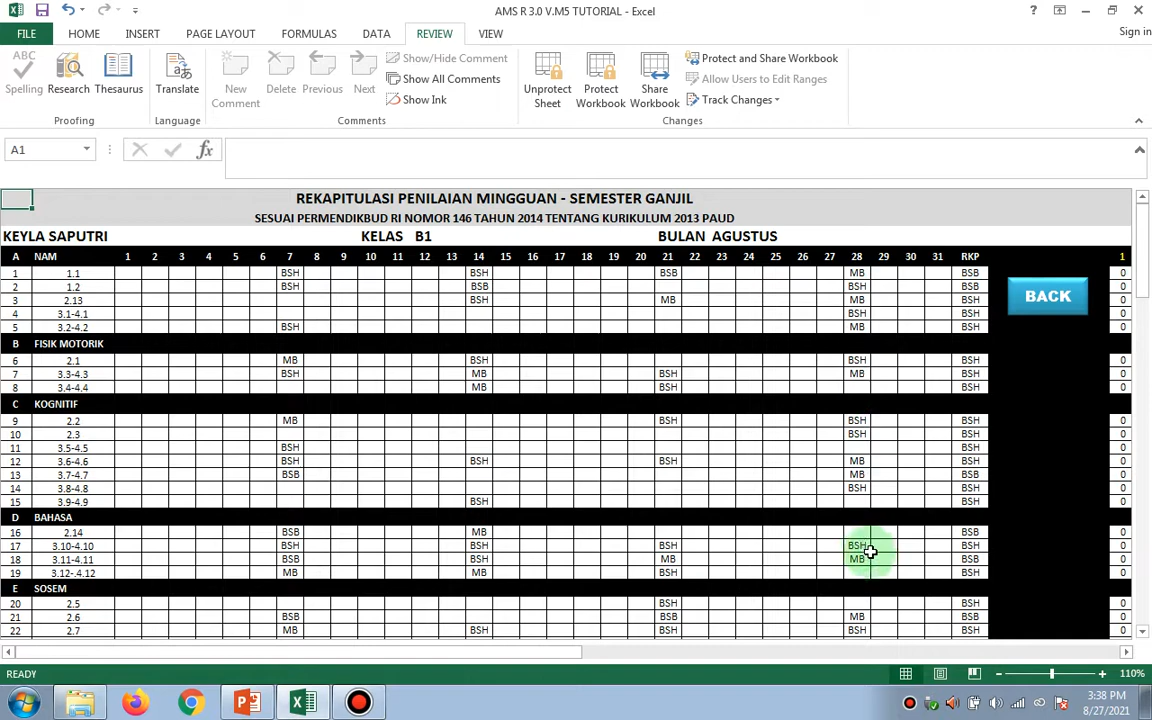 AMS R 3.0 V.M5 TUTORIAL - Excel
?
FILE HOME INSERT PAGE LAYOUT FORMULAS DATA REVIEW VIEW Sign in
ABC Spelling Research Thesaurus Translate New Comment Delete Previous Next Show/Hide Comment Show All Comments Show Ink Unprotect Sheet Protect Workbook Share Workbook Protect and Share Workbook Allow Users to Edit Ranges Track Changes
Proofing Language Comments Changes
A1 fx
REKAPITULASI PENILAIAN MINGGUAN - SEMESTER GANJIL
SESUAI PERMENDIKBUD RI NOMOR 146 TAHUN 2014 TENTANG KURIKULUM 2013 PAUD
KEYLA SAPUTRI KELAS B1 BULAN AGUSTUS
A NAM 1 2 3 4 5 6 7 8 9 10 11 12 13 14 15 16 17 18 19 20 21 22 23 24 25 26 27 28 29 30 31 RKP 1
1 1.1 BSH BSH BSB MB BSB 0
2 1.2 BSH BSB BSH 0
3 2.13 BSH MB MB BSH 0
BACK
4 3.1-4.1 BSH BSH 0
5 3.2-4.2 BSH MB BSH 0
B FISIK MOTORIK
6 2.1 MB BSH BSH BSH 0
7 3.3-4.3 BSH MB BSH MB BSH 0
8 3.4-4.4 MB BSH BSH 0
C KOGNITIF
9 2.2 MB BSH BSH BSH 0
10 2.3 BSH BSH 0
11 3.5-4.5 BSH BSH 0
12 3.6-4.6 BSH BSH BSH MB BSH 0
13 3.7-4.7 BSB MB BSH 0
14 3.8-4.8 BSH BSH 0
15 3.9-4.9 BSH BSH 0
D BAHASA
16 2.14 BSB MB BSB 0
17 3.10-4.10 BSH BSH BSH BSH BSH 0
18 3.11-4.11 BSB BSH MB MB BSB 0
19 3.12-.4.12 MB MB BSH BSH 0
E SOSEM
20 2.5 BSH BSH 0
21 2.6 BSB BSB MB BSB 0
22 2.7 MB BSH BSH BSH BSH 0
READY 110%
3:38 PM
8/27/2021